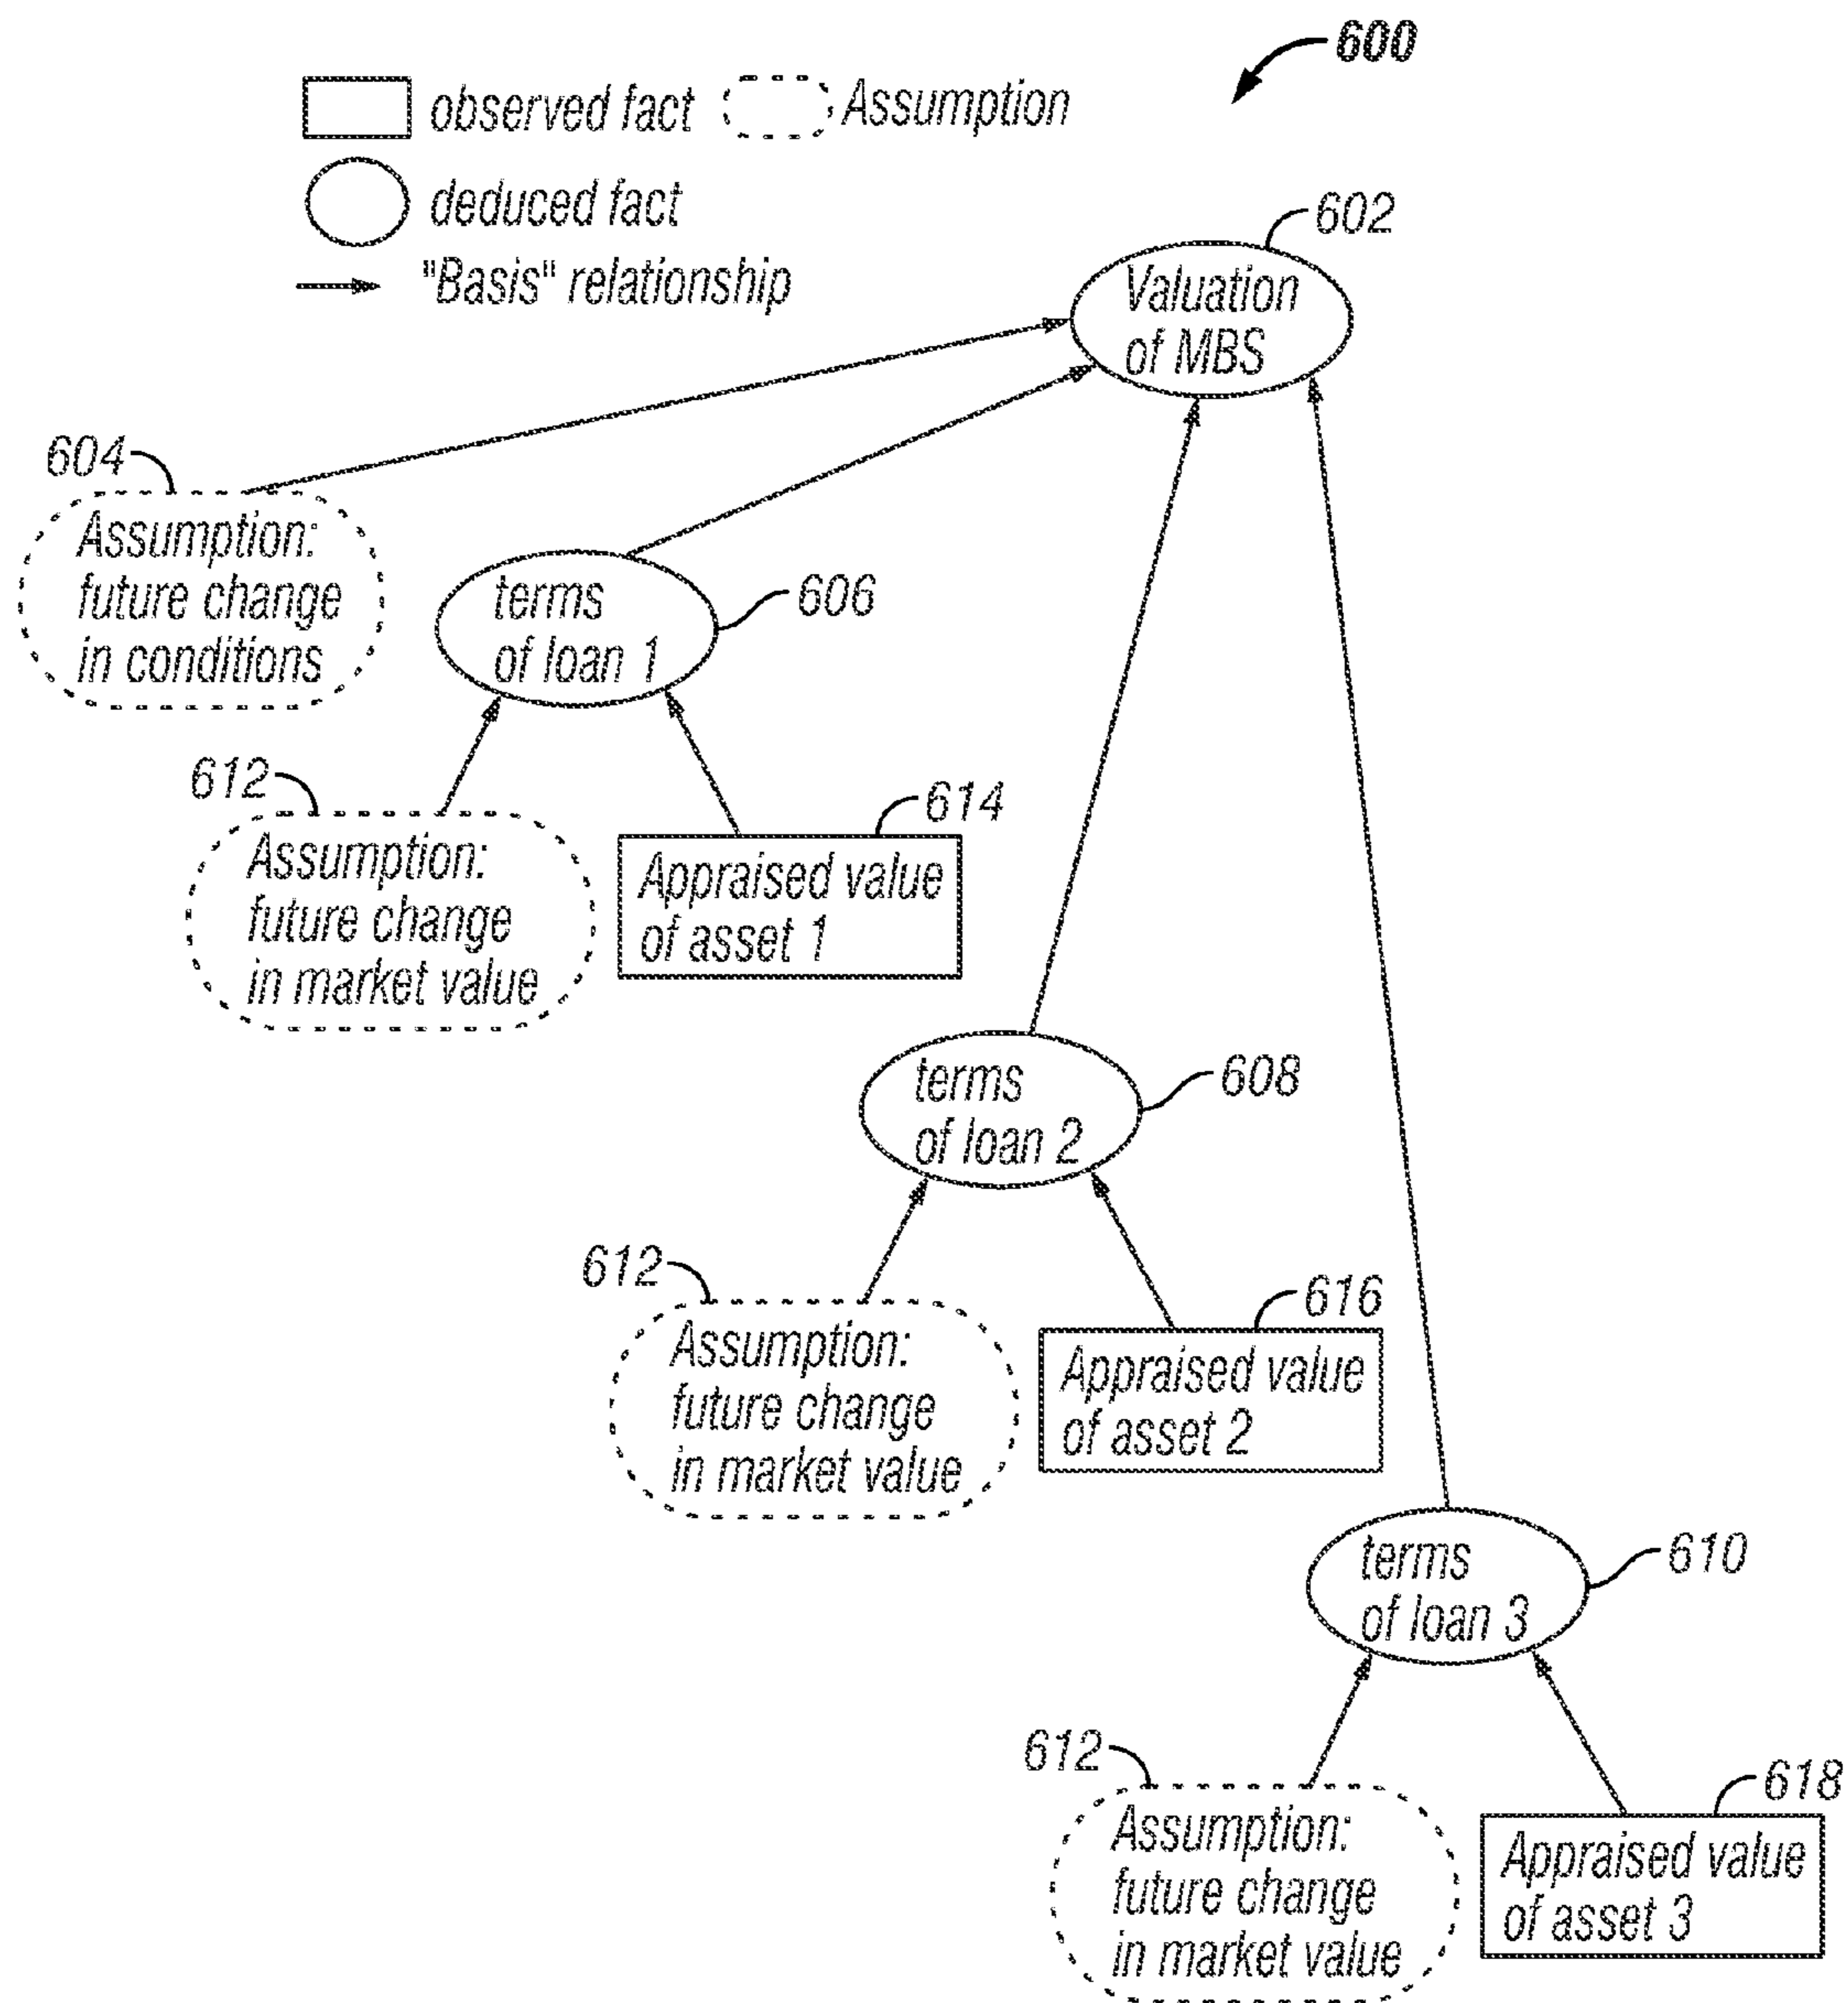 600
observed fact
Assumption
deduced fact
"Basis" relationship
602
Valuation
of MBS
604
Assumption:
future change
in conditions
terms
of loan 1
606
612
Assumption:
future change
in market value
614
Appraised value
of asset 1
terms
of loan 2
608
612
Assumption:
future change
in market value
616
Appraised value
of asset 2
terms
of loan 3
610
612
Assumption:
future change
in market value
618
Appraised value
of asset 3